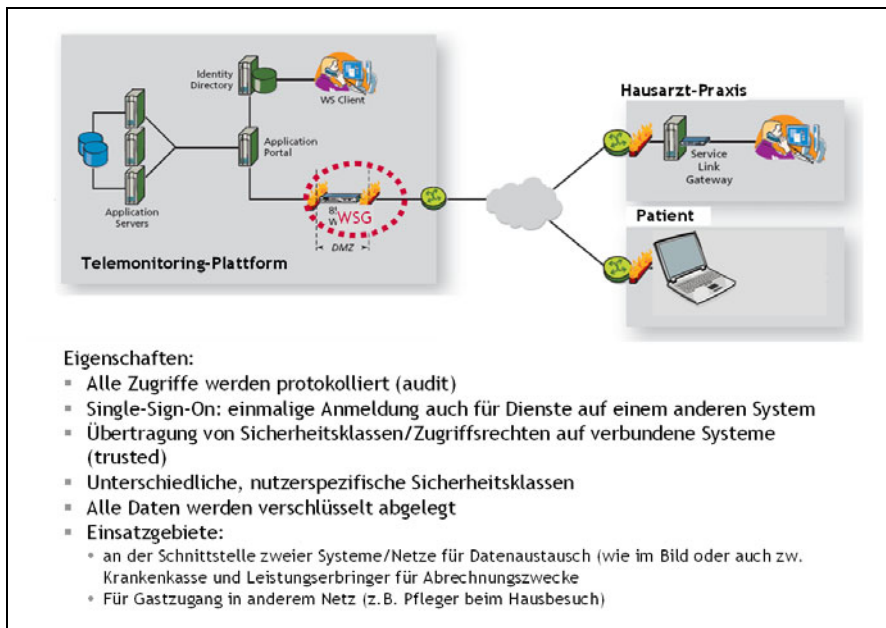 Identity
Directory
WS Client
Application
Portal
Application
Servers
WSG
DMZ
Telemonitoring-Plattform
Hausarzt-Praxis
Service
Link
Gateway
Patient
Eigenschaften:
Alle Zugriffe werden protokolliert (audit)
Single-Sign-On: einmalige Anmeldung auch für Dienste auf einem anderen System
Übertragung von Sicherheitsklassen/Zugriffsrechten auf verbundene Systeme
(trusted)
Unterschiedliche, nutzerspezifische Sicherheitsklassen
Alle Daten werden verschlüsselt abgelegt
Einsatzgebiete:
an der Schnittstelle zweier Systeme/Netze für Datenaustausch (wie im Bild oder auch zw.
Krankenkasse und Leistungserbringer für Abrechnungszwecke
Für Gastzugang in anderem Netz (z.B. Pfleger beim Hausbesuch)